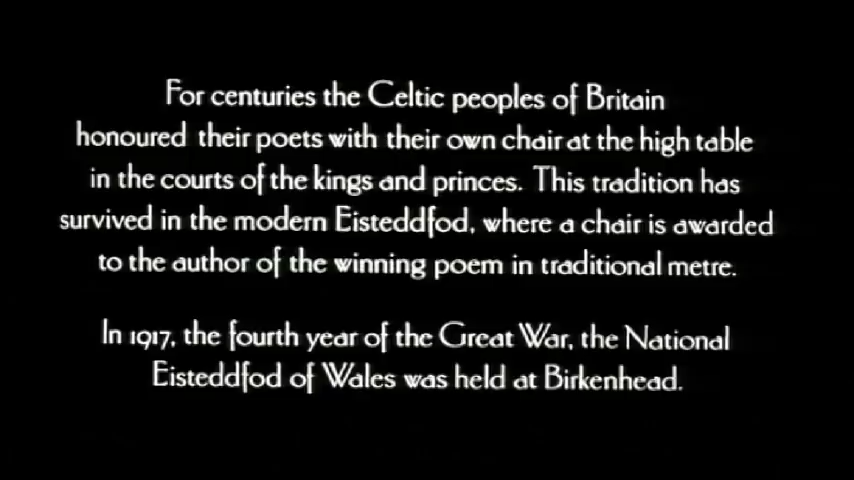 For centuries the Celtic peoples of Britain
honoured their poets with their own chair at the high table
in the courts of the kings and princes. This tradition has
survived in the modern Eisteddfod, where a chair is awarded
to the author of the winning poem in traditional metre.
In 1917, the fourth year of the Great War, the National
Eisteddfod of Wales was held at Birkenhead.